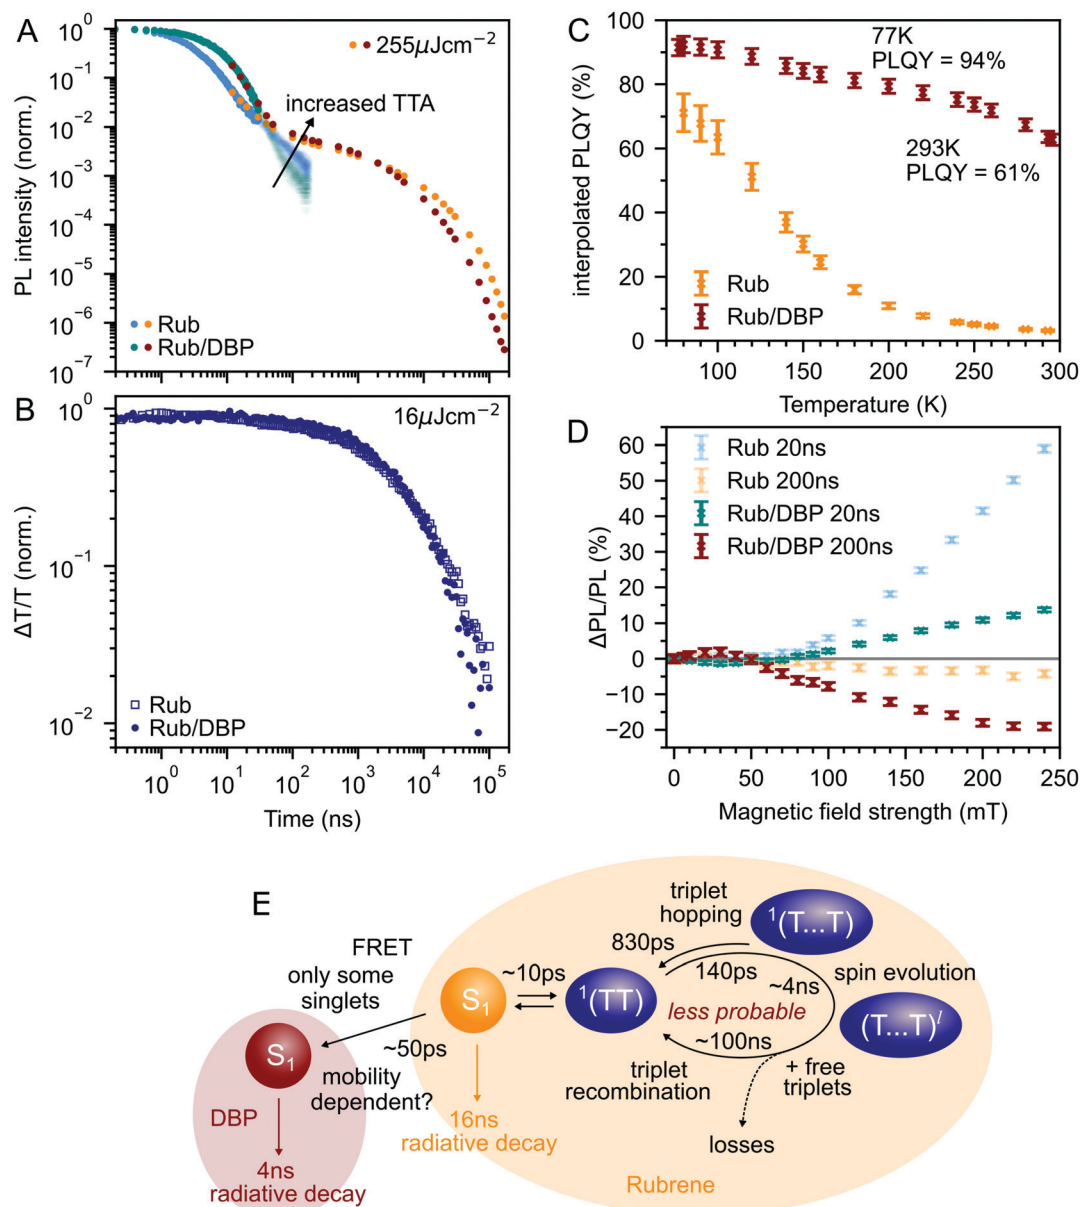 A
PL intensity (norm.)
10⁰
10⁻¹
10⁻²
10⁻³
10⁻⁴
10⁻⁵
10⁻⁶
10⁻⁷
255μJcm⁻²
increased TTA
Rub
Rub/DBP
B
ΔT/T (norm.)
10⁰
10⁻¹
10⁻²
16μJcm⁻²
Rub
Rub/DBP
10⁰ 10¹ 10² 10³ 10⁴ 10⁵
Time (ns)
C
interpolated PLQY (%)
100
80
60
40
20
0
77K
PLQY = 94%
293K
PLQY = 61%
Rub
Rub/DBP
100 150 200 250 300
Temperature (K)
D
ΔPL/PL (%)
60
50
40
30
20
10
0
−10
−20
Rub 20ns
Rub 200ns
Rub/DBP 20ns
Rub/DBP 200ns
0 50 100 150 200 250
Magnetic field strength (mT)
E
FRET
only some
singlets
~50ps
mobility
dependent?
S₁
DBP
4ns
radiative decay
S₁
~10ps
¹(TT)
16ns
radiative decay
triplet
hopping
830ps
140ps
¹(T...T)
~4ns
spin evolution
less probable
(T...T)ˡ
~100ns
triplet
recombination
+ free
triplets
losses
Rubrene